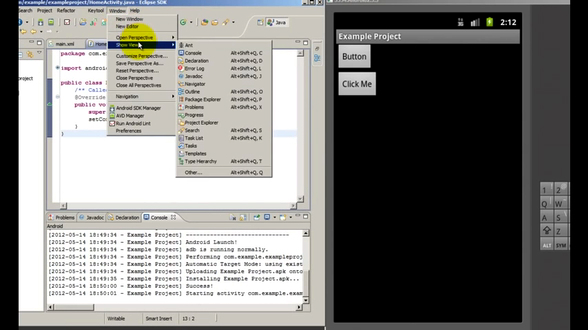 e/example/exampleproject/HomeActivity.java - Eclipse SDK
Search Project Refactor Keytool Window Help
Java
main.xml
Home
package com.e
import androi
public class H
/** Calle
@Override
public vo
super
setCo
}
}
New Window
New Editor
Open Perspective
Show View
Customize Perspective...
Save Perspective As...
Reset Perspective...
Close Perspective
Close All Perspectives
Navigation
Android SDK Manager
AVD Manager
Run Android Lint
Preferences
Ant
Console Alt+Shift+Q, C
Declaration Alt+Shift+Q, D
Error Log Alt+Shift+Q, L
Javadoc Alt+Shift+Q, J
Navigator
Outline Alt+Shift+Q, O
Package Explorer Alt+Shift+Q, P
Problems Alt+Shift+Q, X
Progress
Project Explorer
Search Alt+Shift+Q, S
Task List Alt+Shift+Q, K
Tasks
Templates
Type Hierarchy Alt+Shift+Q, T
Other... Alt+Shift+Q, Q
Problems Javadoc Declaration Console
Android
[2012-05-14 18:49:34 - Example Project] ------------------------------
[2012-05-14 18:49:34 - Example Project] Android Launch!
[2012-05-14 18:49:34 - Example Project] adb is running normally.
[2012-05-14 18:49:34 - Example Project] Performing com.example.exampleproj
[2012-05-14 18:49:34 - Example Project] Automatic Target Mode: using exist
[2012-05-14 18:49:34 - Example Project] Uploading Example Project.apk onto
[2012-05-14 18:49:34 - Example Project] Installing Example Project.apk...
[2012-05-14 18:50:00 - Example Project] Success!
[2012-05-14 18:50:01 - Example Project] Starting activity com.example.exam
Writable Smart Insert 13 : 2
2:12
Example Project
Button
Click Me
1 2
Q W
A S
Z
ALT SYM